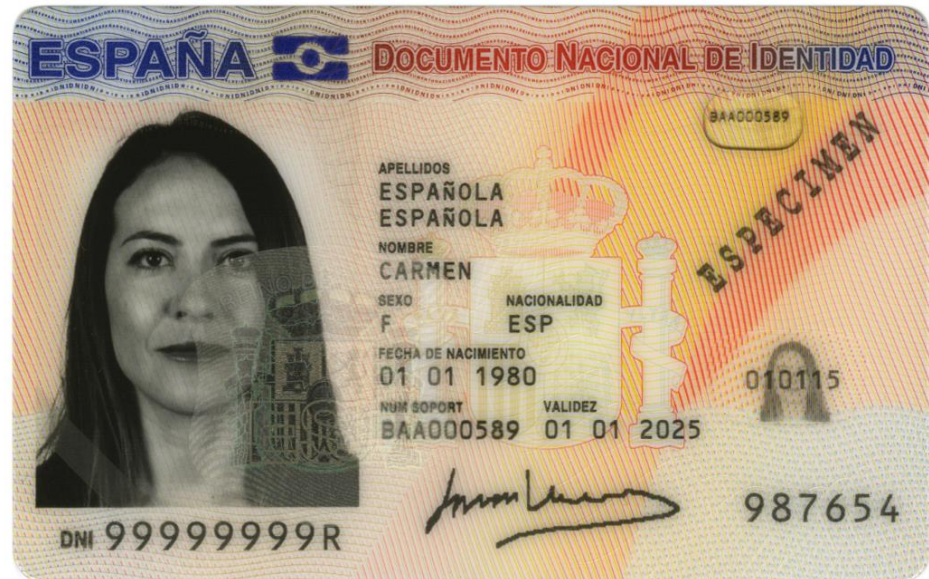 ESPAÑA DOCUMENTO NACIONAL DE IDENTIDAD
BAA000589
ESPECIMEN
APELLIDOS
ESPAÑOLA
ESPAÑOLA
NOMBRE
CARMEN
SEXO NACIONALIDAD
F ESP
FECHA DE NACIMIENTO
01 01 1980
010115
NUM SOPORT VALIDEZ
BAA000589 01 01 2025
987654
DNI 99999999R